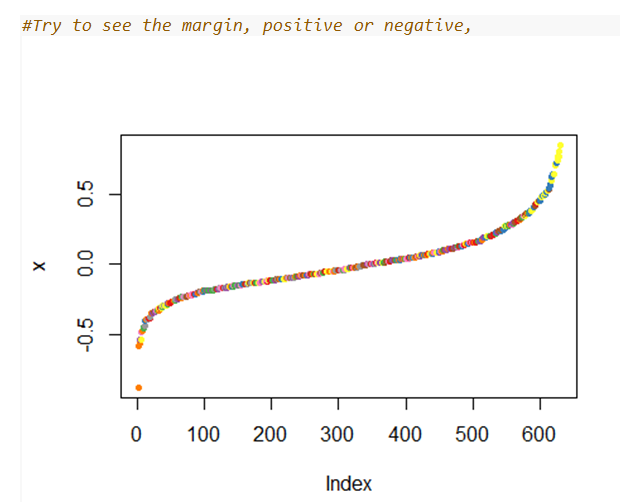 #Try to see the margin, positive or negative,
0.5
0.0
-0.5
x
0 100 200 300 400 500 600
Index